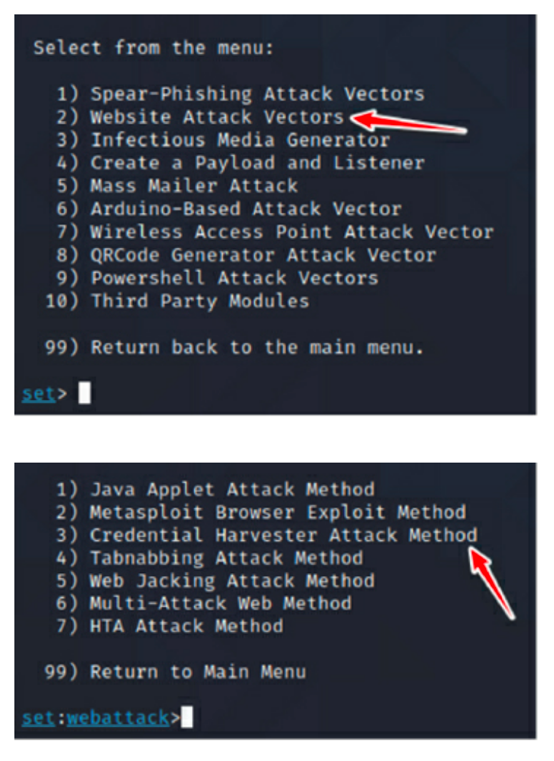 Select from the menu:
1) Spear-Phishing Attack Vectors
2) Website Attack Vectors
3) Infectious Media Generator
4) Create a Payload and Listener
5) Mass Mailer Attack
6) Arduino-Based Attack Vector
7) Wireless Access Point Attack Vector
8) QRCode Generator Attack Vector
9) Powershell Attack Vectors
10) Third Party Modules
99) Return back to the main menu.
set>
1) Java Applet Attack Method
2) Metasploit Browser Exploit Method
3) Credential Harvester Attack Method
4) Tabnabbing Attack Method
5) Web Jacking Attack Method
6) Multi-Attack Web Method
7) HTA Attack Method
99) Return to Main Menu
set:webattack>